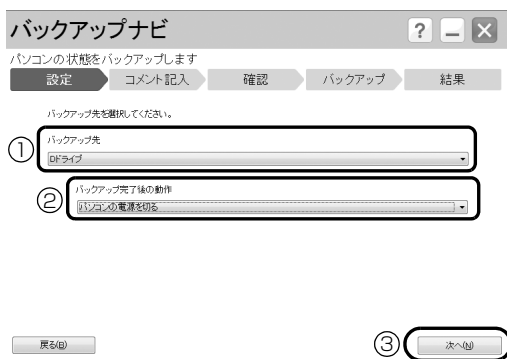 バックアップナビ
? － ×
パソコンの状態をバックアップします
設定 コメント記入 確認 バックアップ 結果
バックアップ先を選択してください。
① バックアップ先
Dドライブ
② バックアップ完了後の動作
パソコンの電源を切る
戻る(B) ③ 次へ(N)